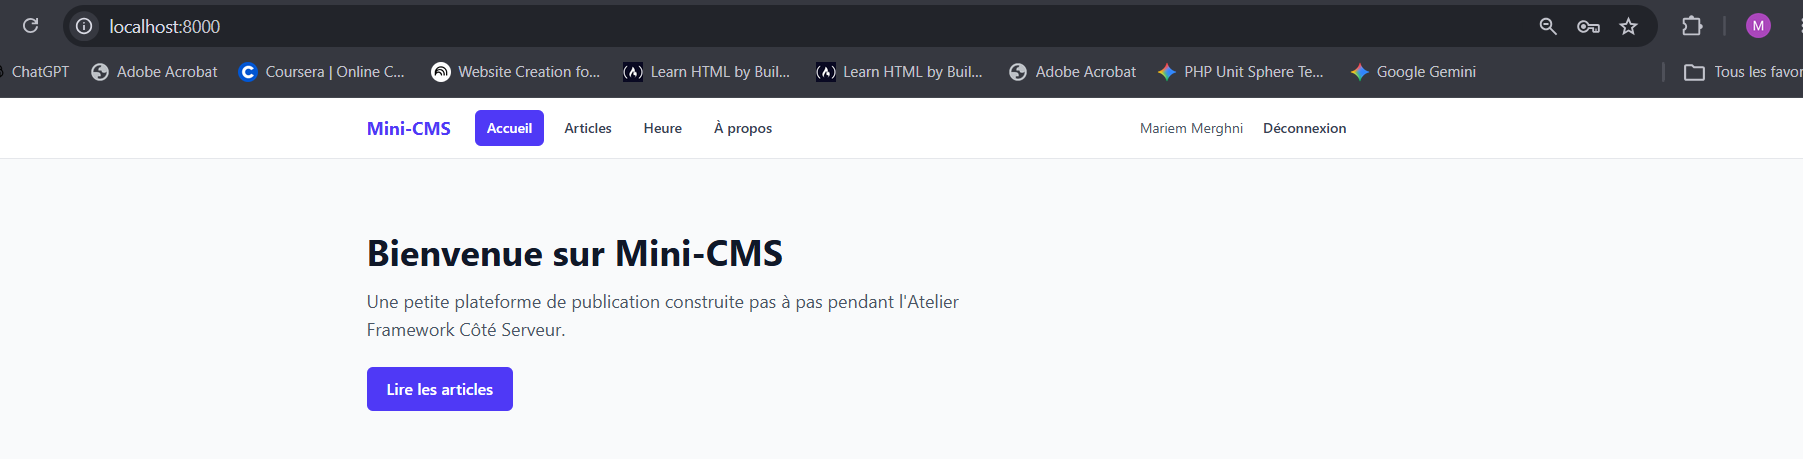 localhost:8000
M
ChatGPT Adobe Acrobat Coursera | Online C... Website Creation fo... Learn HTML by Buil... Learn HTML by Buil... Adobe Acrobat PHP Unit Sphere Te... Google Gemini Tous les favor
Mini-CMS Accueil Articles Heure À propos Mariem Merghni Déconnexion
Bienvenue sur Mini-CMS
Une petite plateforme de publication construite pas à pas pendant l'Atelier
Framework Côté Serveur.
Lire les articles